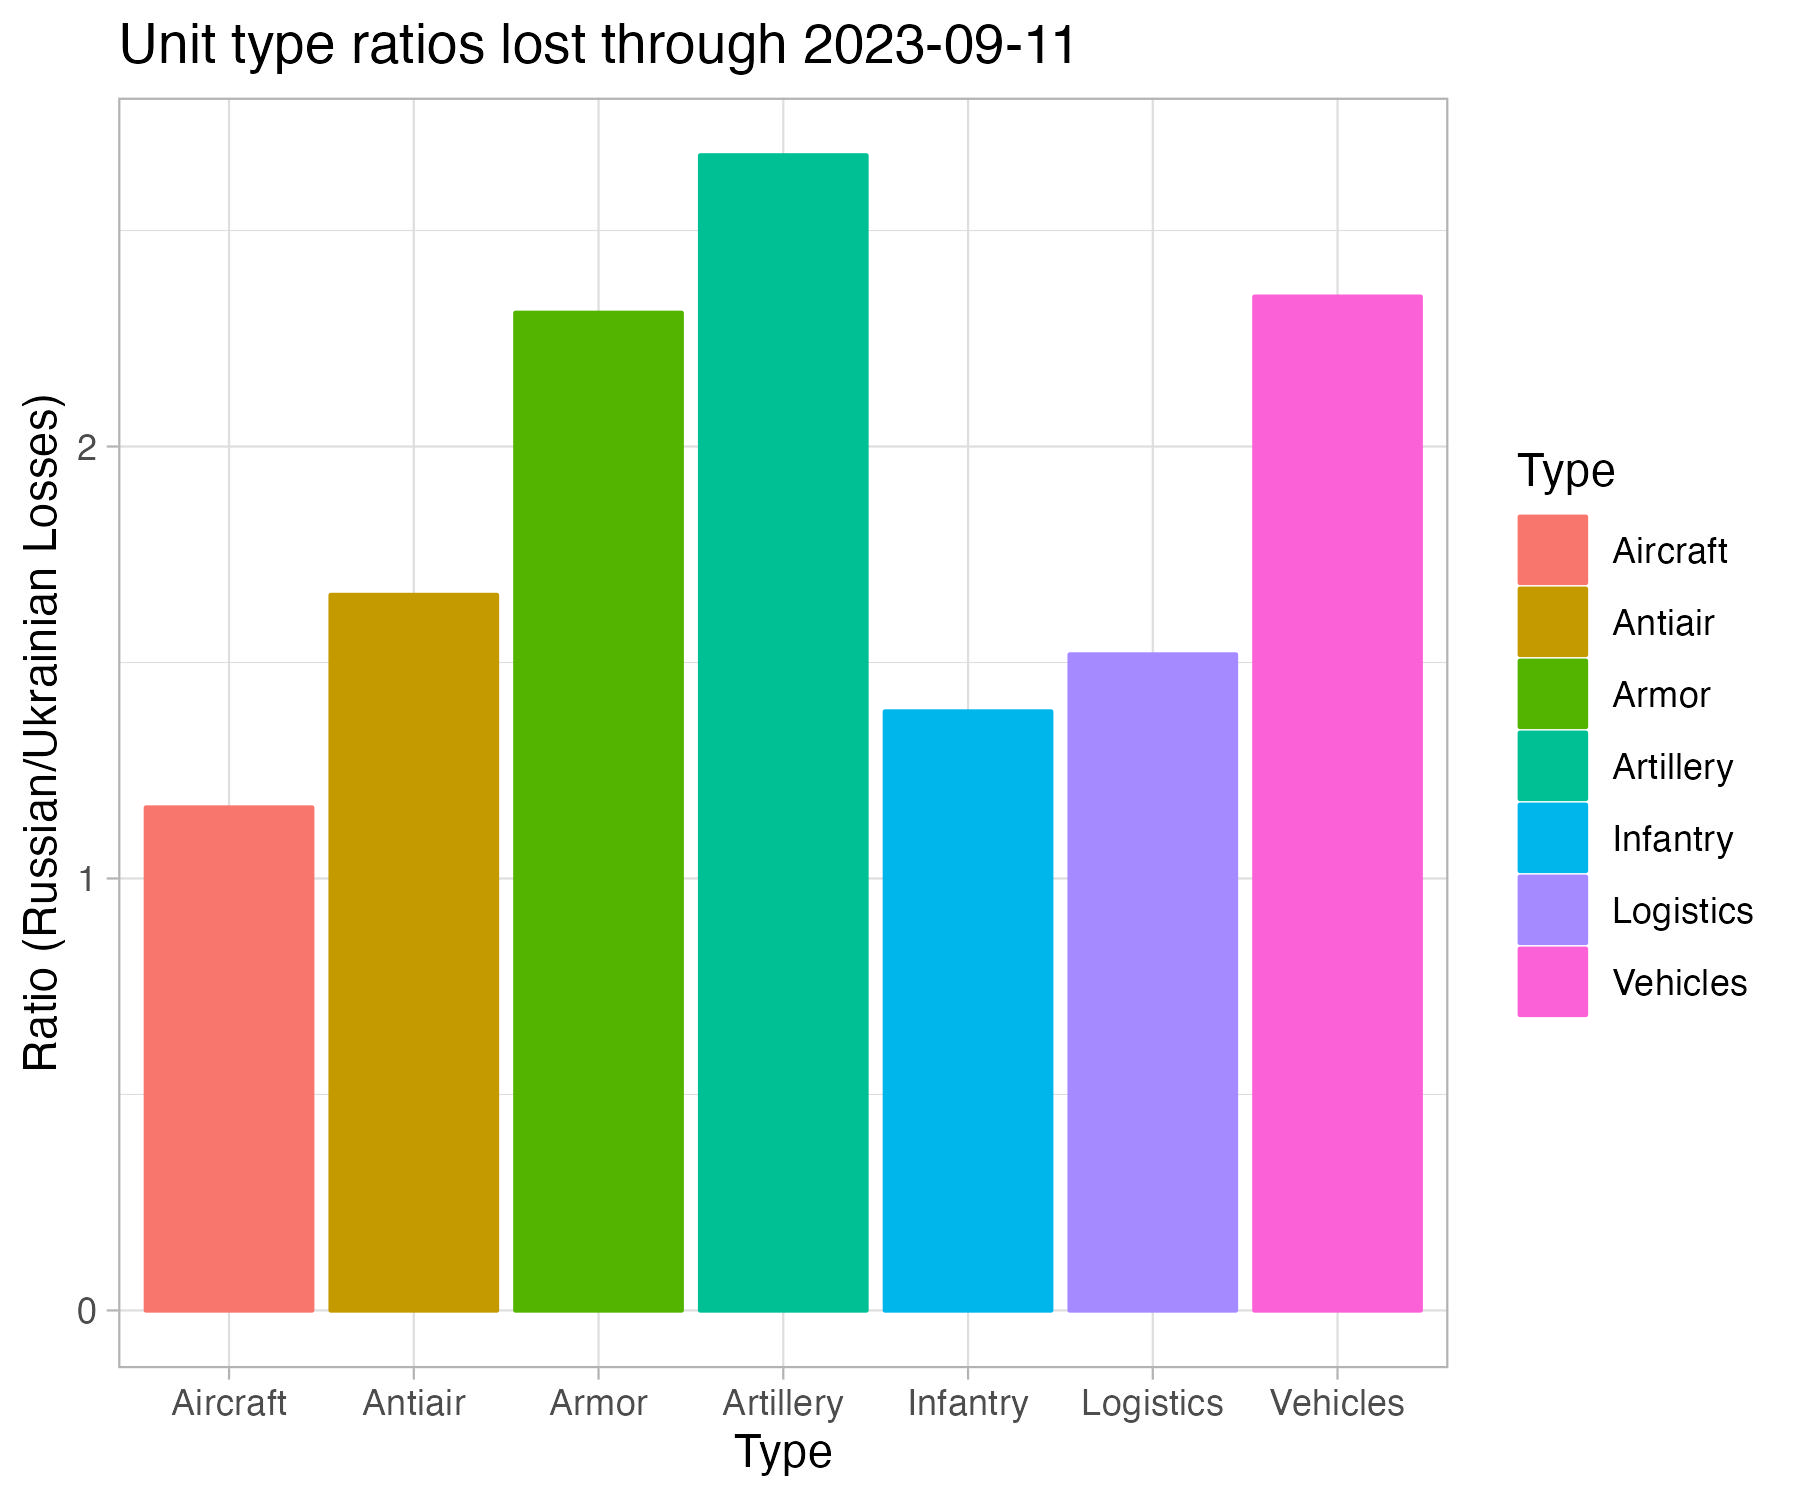 Unit type ratios lost through 2023-09-11
Ratio (Russian/Ukrainian Losses)
2
1
0
Aircraft Antiair Armor Artillery Infantry Logistics Vehicles
Type
Type
Aircraft
Antiair
Armor
Artillery
Infantry
Logistics
Vehicles